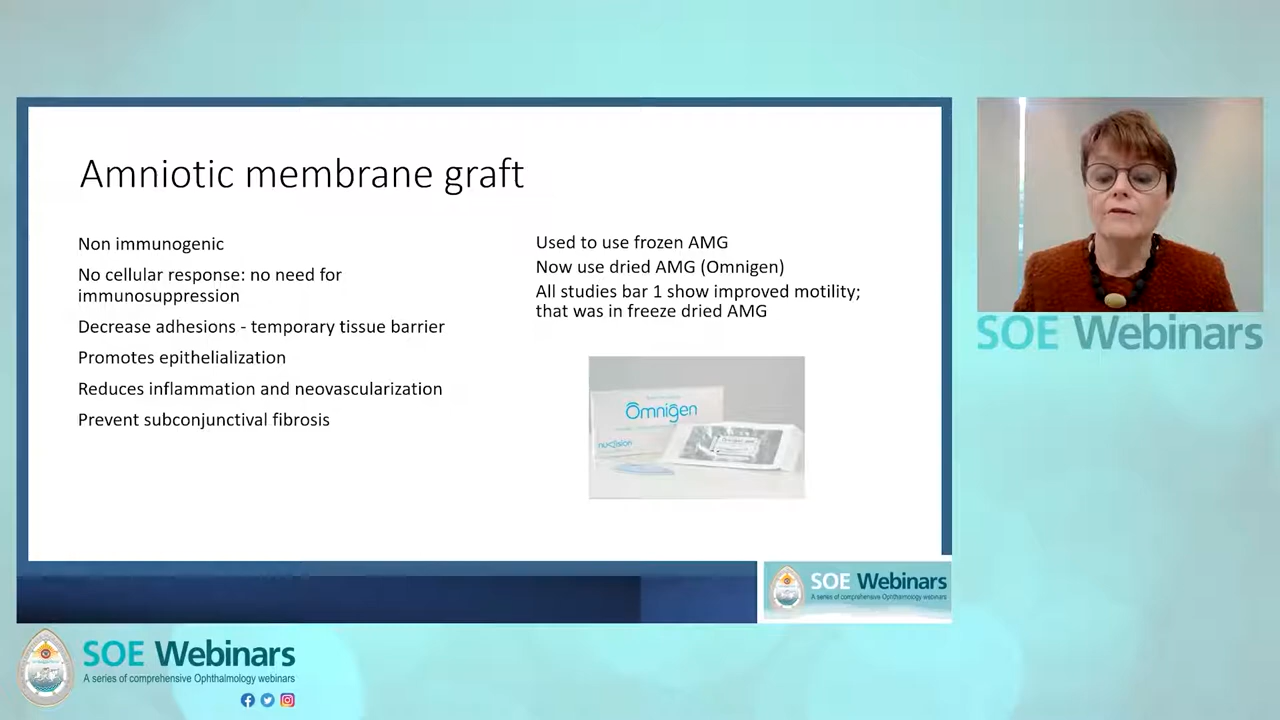 Amniotic membrane graft
Non immunogenic
No cellular response: no need for
immunosuppression
Decrease adhesions - temporary tissue barrier
Promotes epithelialization
Reduces inflammation and neovascularization
Prevent subconjunctival fibrosis
Used to use frozen AMG
Now use dried AMG (Omnigen)
All studies bar 1 show improved motility;
that was in freeze dried AMG
Omnigen
SOE Webinars
SOE Webinars
A series of comprehensive Ophthalmology webinars
SOE Webinars
A series of comprehensive Ophthalmology webinars